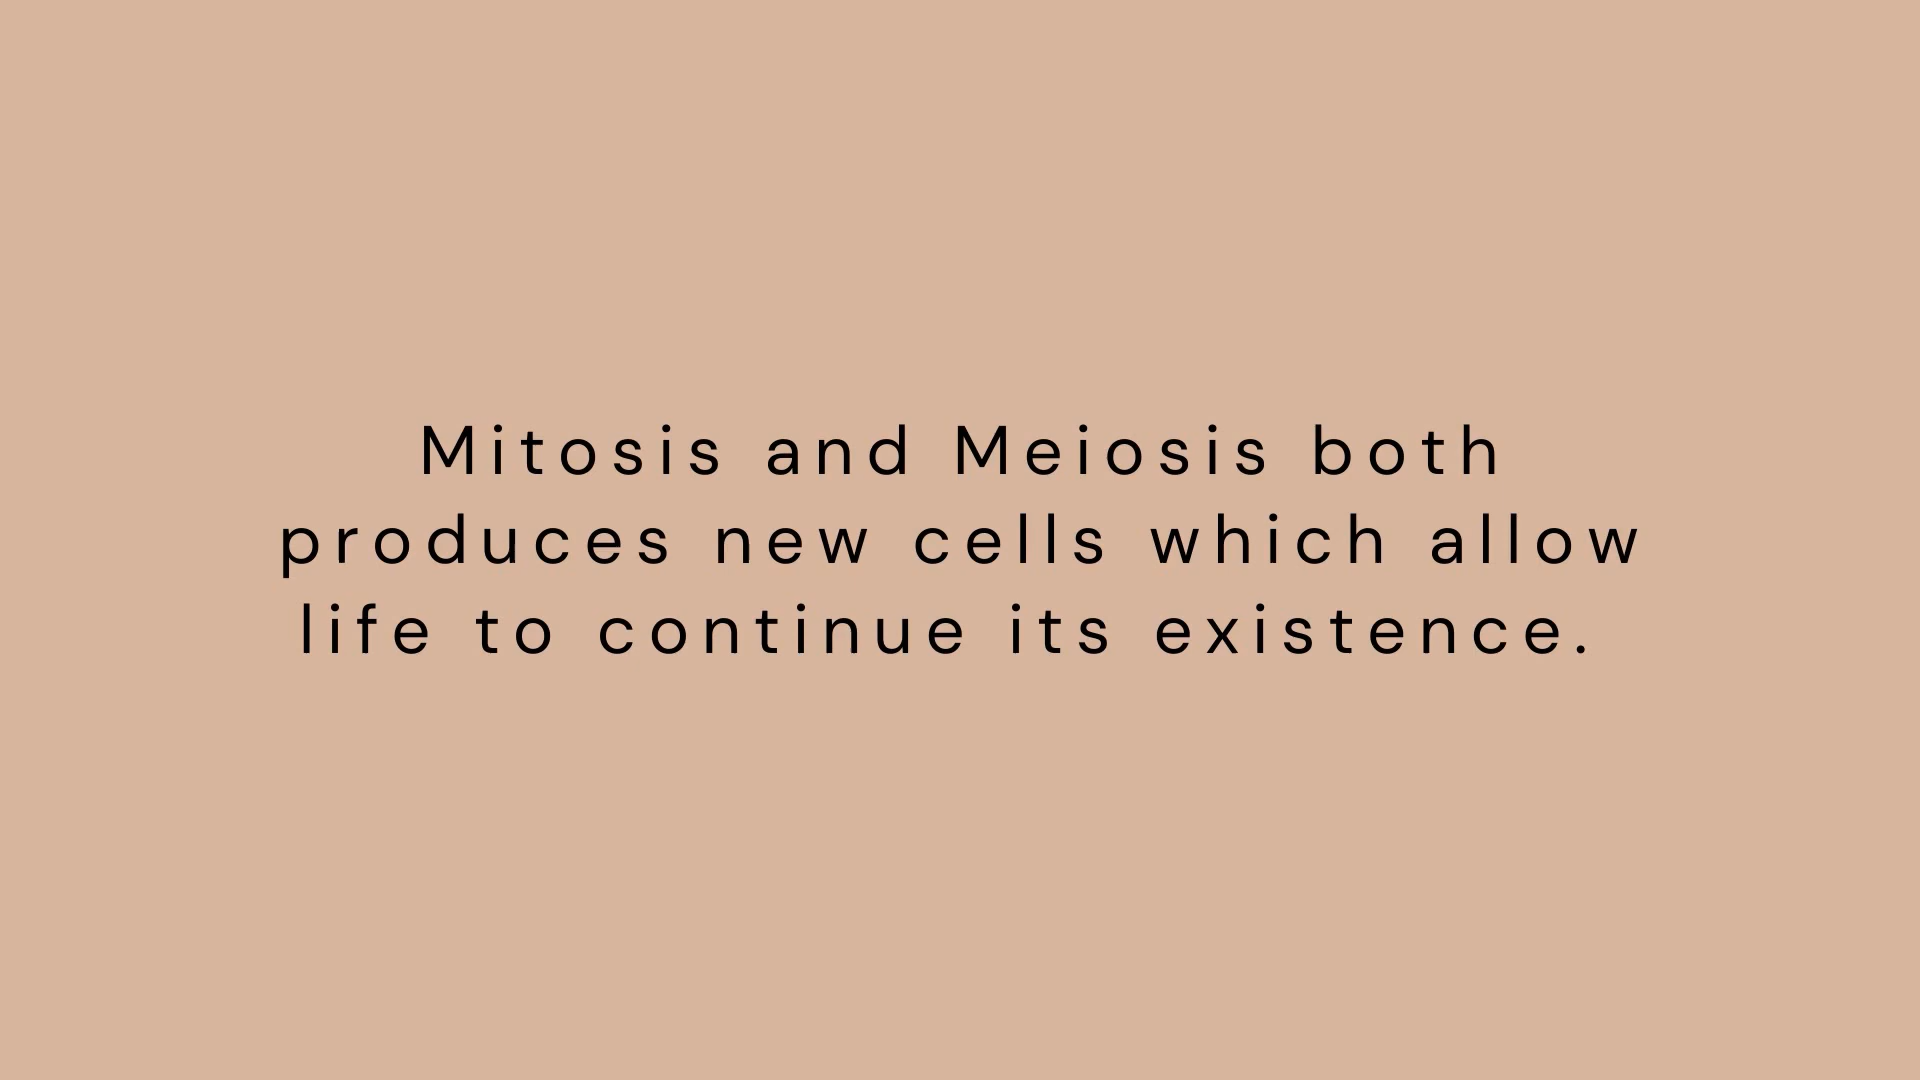 Mitosis and Meiosis both
produces new cells which allow
life to continue its existence.